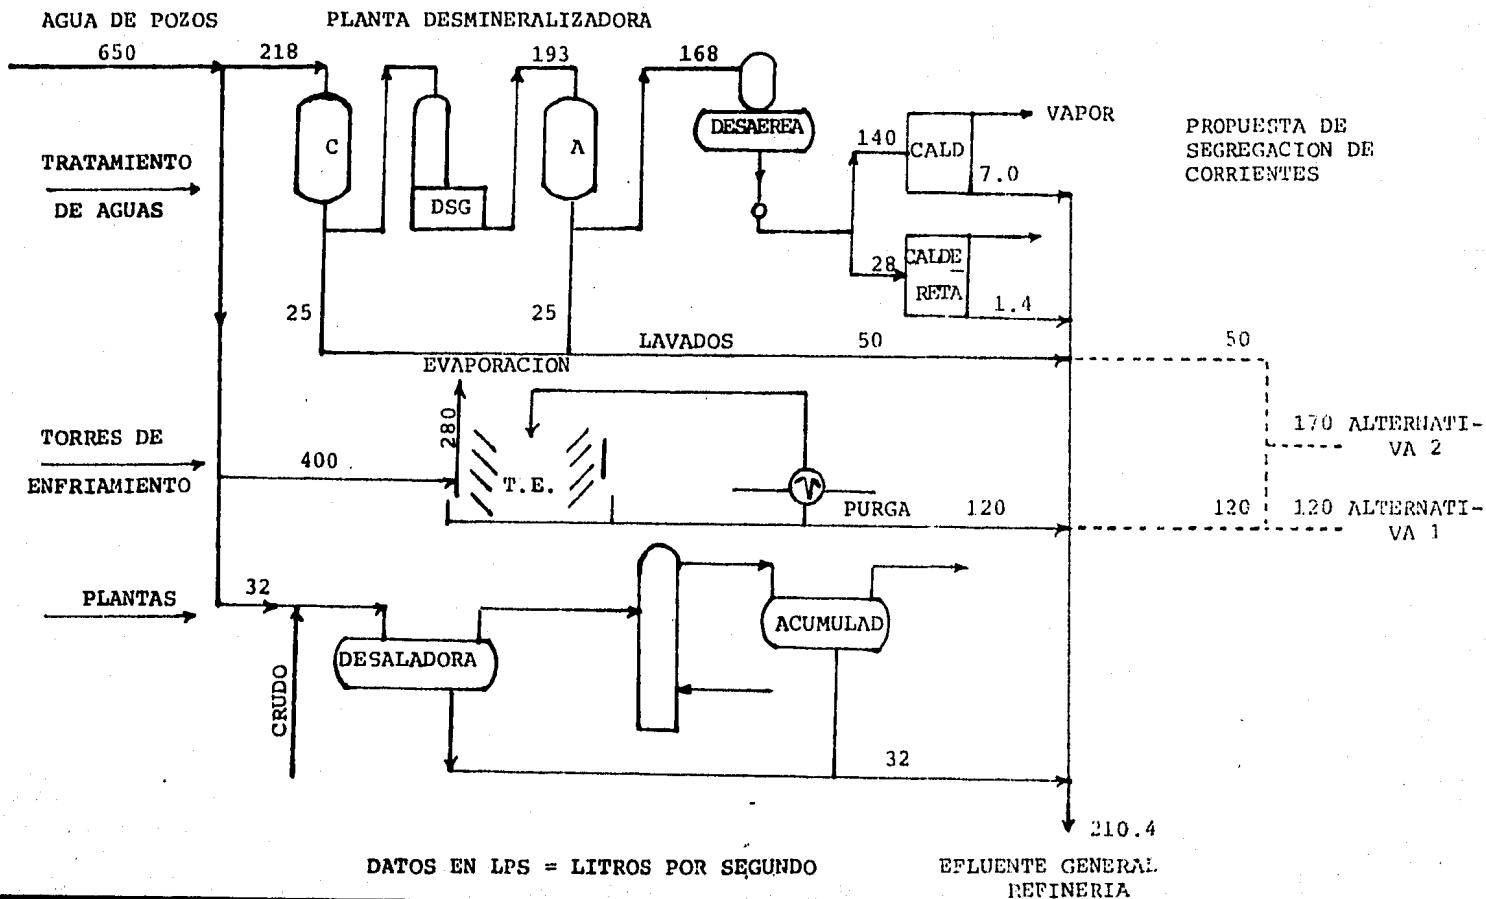 AGUA DE POZOS
PLANTA DESMINERALIZADORA
650
218
193
168
VAPOR
DESAEREA
140
CALD
7.0
PROPUESTA DE
SEGREGACION DE
CORRIENTES
C
A
DSG
TRATAMIENTO
DE AGUAS
28
CALDE_
RETA
1.4
25
25
LAVADOS
50
50
EVAPORACION
280
TORRES DE
ENFRIAMIENTO
400
T.E.
PURGA
120
120
170 ALTERNATI-
VA 2
120 ALTERNATI-
VA 1
PLANTAS
32
CRUDO
DESALADORA
ACUMULAD
32
210.4
DATOS EN LPS = LITROS POR SEGUNDO
EFLUENTE GENERAL
REFINERIA